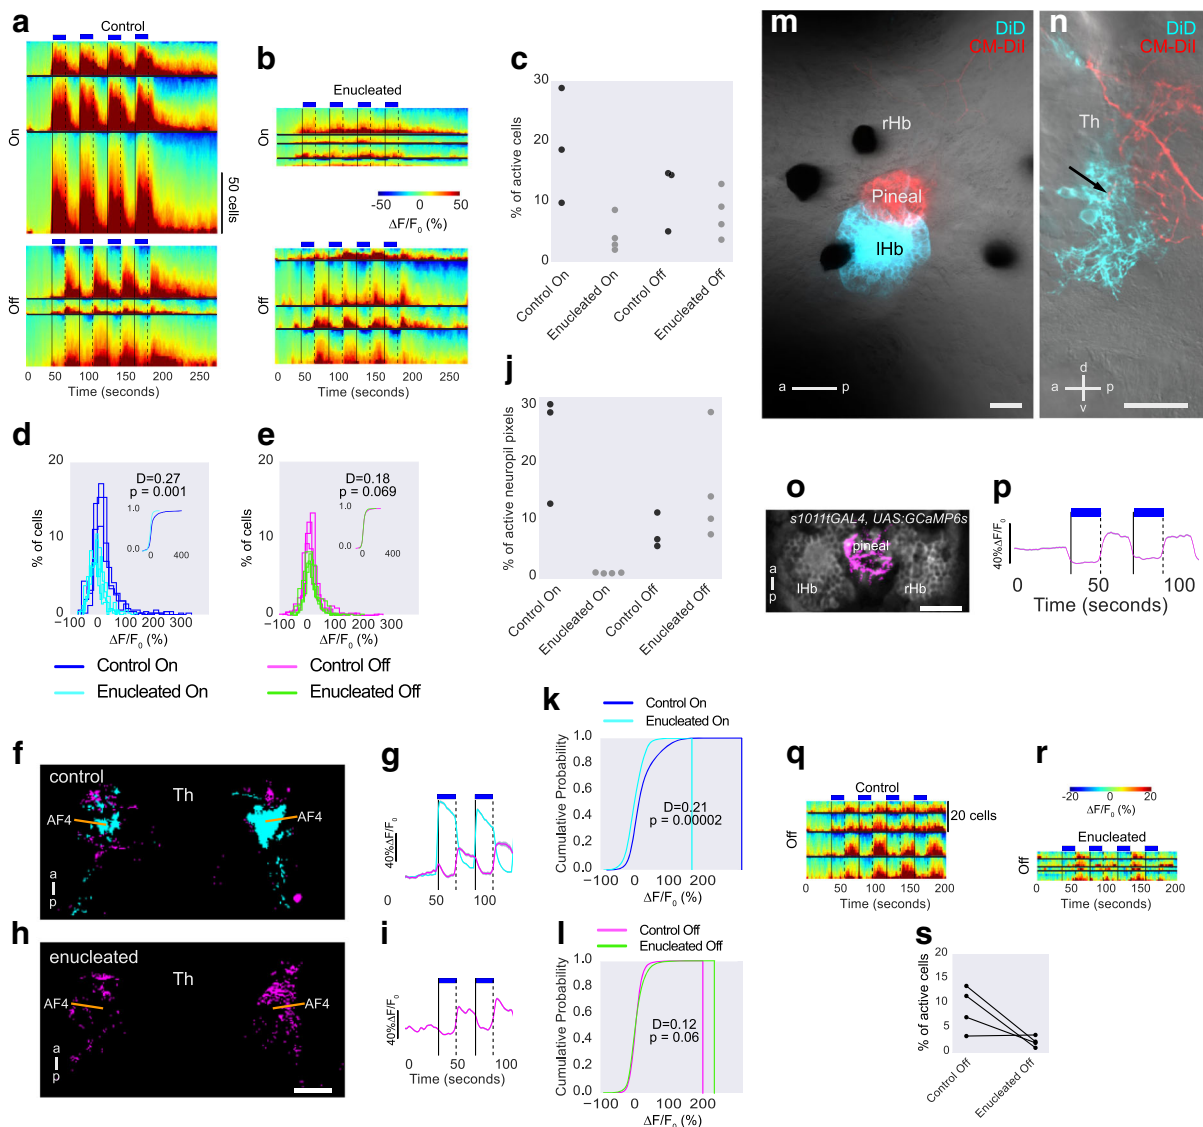 a
Control
On
50 cells
Off
0 50 100 150 200 250
Time (seconds)
b
Enucleated
On
-50 50
ΔF/F0 (%)
Off
0 50 100 150 200 250
Time (seconds)
c
% of active cells
30
20
10
0
Control On
Enucleated On
Control Off
Enucleated Off
d
% of cells
20
10
0
D=0.27
p = 0.001
1.0
0.0
0 400
−100 0 100 200 300
ΔF/F0 (%)
Control On
Enucleated On
e
% of cells
20
10
0
D=0.18
p = 0.069
1.0
0.0
0 400
−100 0 100 200 300
ΔF/F0 (%)
Control Off
Enucleated Off
f
control
Th
AF4
AF4
a
p
g
40%ΔF/F0
0 50 100
h
enucleated
Th
AF4
AF4
a
p
i
40%ΔF/F0
0 50 100
Time (seconds)
j
% of active neuropil pixels
30
20
10
0
Control On
Enucleated On
Control Off
Enucleated Off
k
Control On
Enucleated On
Cumulative Probability
1.0
0.8
0.6
0.4
0.2
0.0
D=0.21
p = 0.00002
−100 0 100 200
ΔF/F0 (%)
l
Control Off
Enucleated Off
Cumulative Probability
1.0
0.8
0.6
0.4
0.2
0.0
D=0.12
p = 0.06
−100 0 100 200
ΔF/F0 (%)
m
DiD
CM-DiI
rHb
Pineal
lHb
a p
n
DiD
CM-DiI
Th
d
a p
v
o
s1011tGAL4, UAS:GCaMP6s
pineal
a
p
lHb
rHb
p
40%ΔF/F0
0 50 100
Time (seconds)
q
Control
Off
20 cells
0 50 100 150 200
Time (seconds)
r
-20 20
ΔF/F0 (%)
Enucleated
Off
0 50 100 150 200
Time (seconds)
s
% of active cells
20
15
10
5
0
Control Off
Enucleated Off